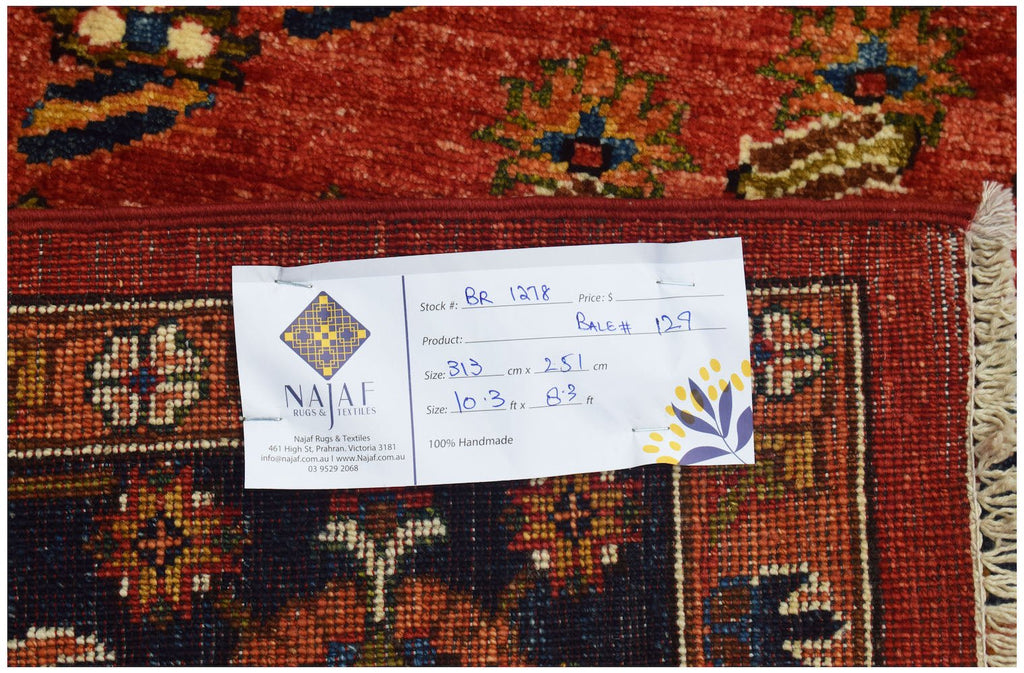 NAJAF
RUGS & TEXTILES
Najaf Rugs & Textiles
461 High St, Prahran. Victoria 3181
info@najaf.com.au I www.Najaf.com.au
03 9529 2068
Stock #: BR 1278 Price: $
Product: BALE# 129
Size: 313 cm x 251 cm
Size: 10.3 ft x 8.3 ft
100% Handmade